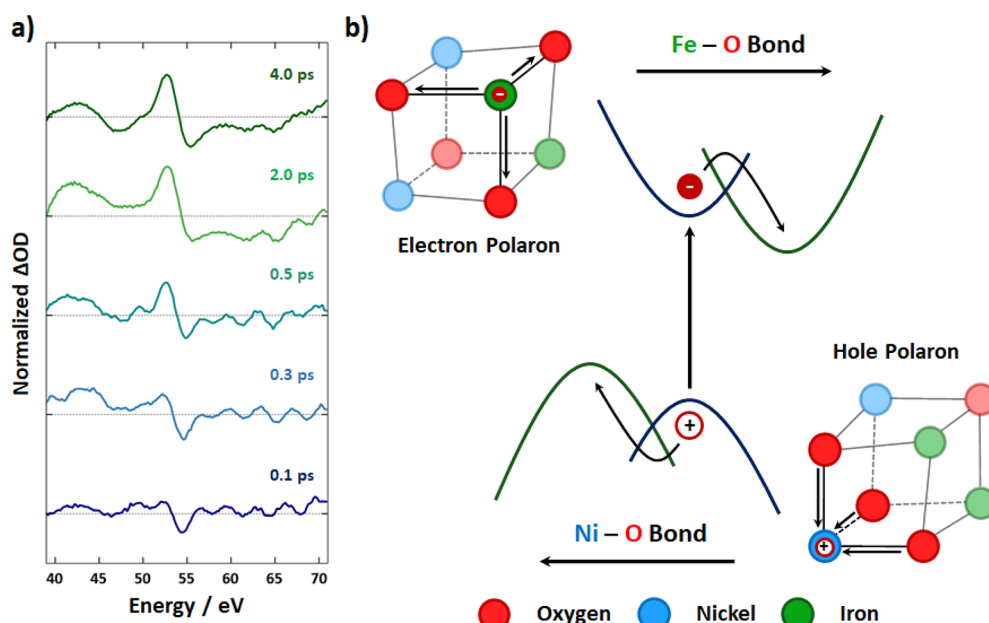 a)
4.0 ps
2.0 ps
0.5 ps
0.3 ps
0.1 ps
Normalized ΔOD
40 45 50 55 60 65 70
Energy / eV
b)
Fe – O Bond
-
Electron Polaron
-
Hole Polaron
+
Ni – O Bond
+
Oxygen Nickel Iron